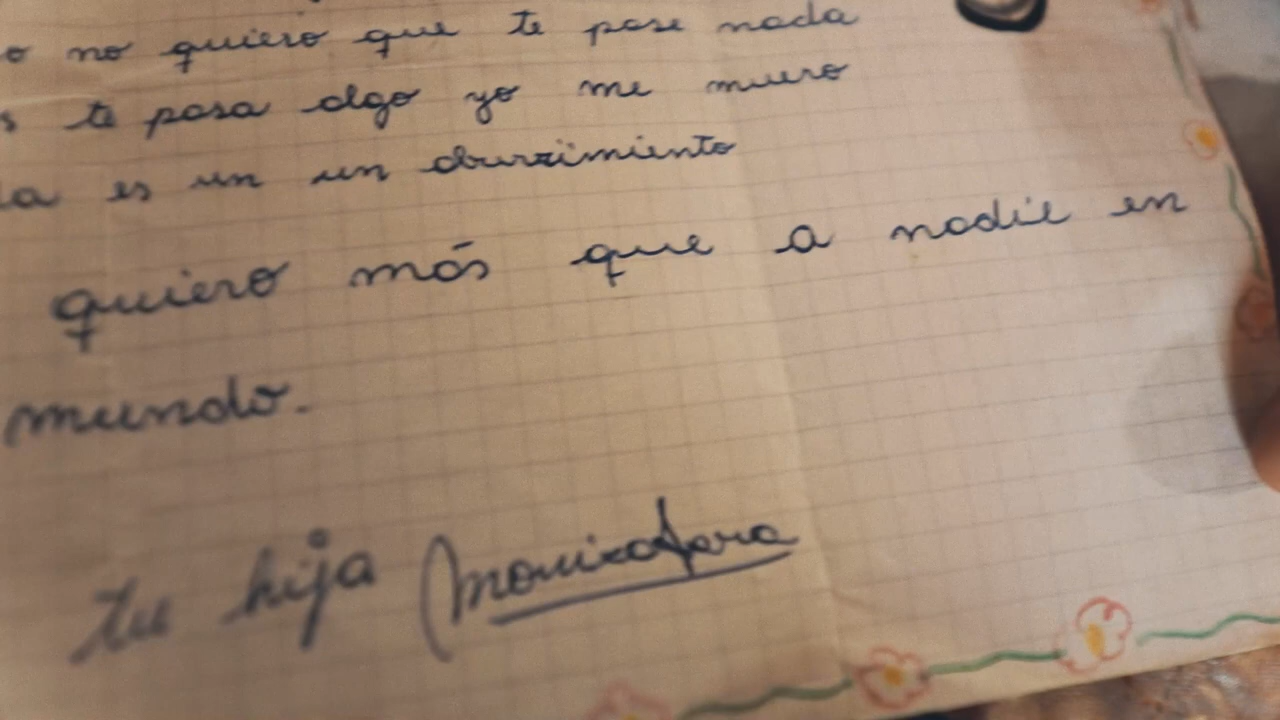 o no quiero que te pase nada
s te pasa algo yo me muero
da es un un aburrimiento
quiero más que a nadie en
mundo.
tu hija